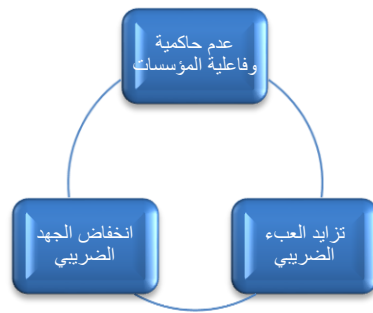 عدم حاكمية
وفاعلية المؤسسات
تزايد العبء
الضريبي
انخفاض الجهد
الضريبي